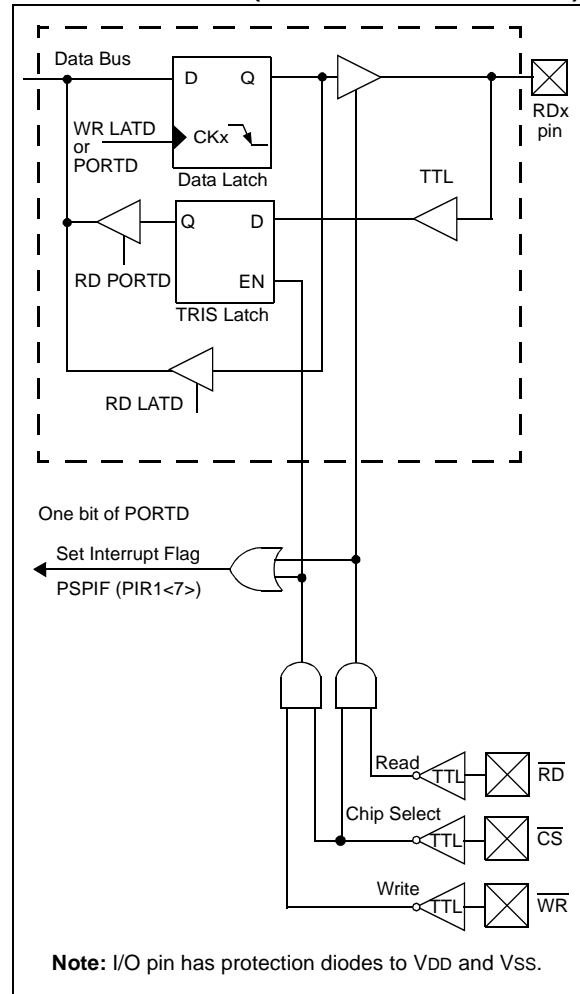 Data Bus
D Q
RDx
pin
WR LATD
or
PORTD
CKx
Data Latch
TTL
Q D
RD PORTD
EN
TRIS Latch
RD LATD
One bit of PORTD
Set Interrupt Flag
PSPIF (PIR1<7>)
Read
TTL
RD
Chip Select
TTL
CS
Write
TTL
WR
Note: I/O pin has protection diodes to VDD and VSS.